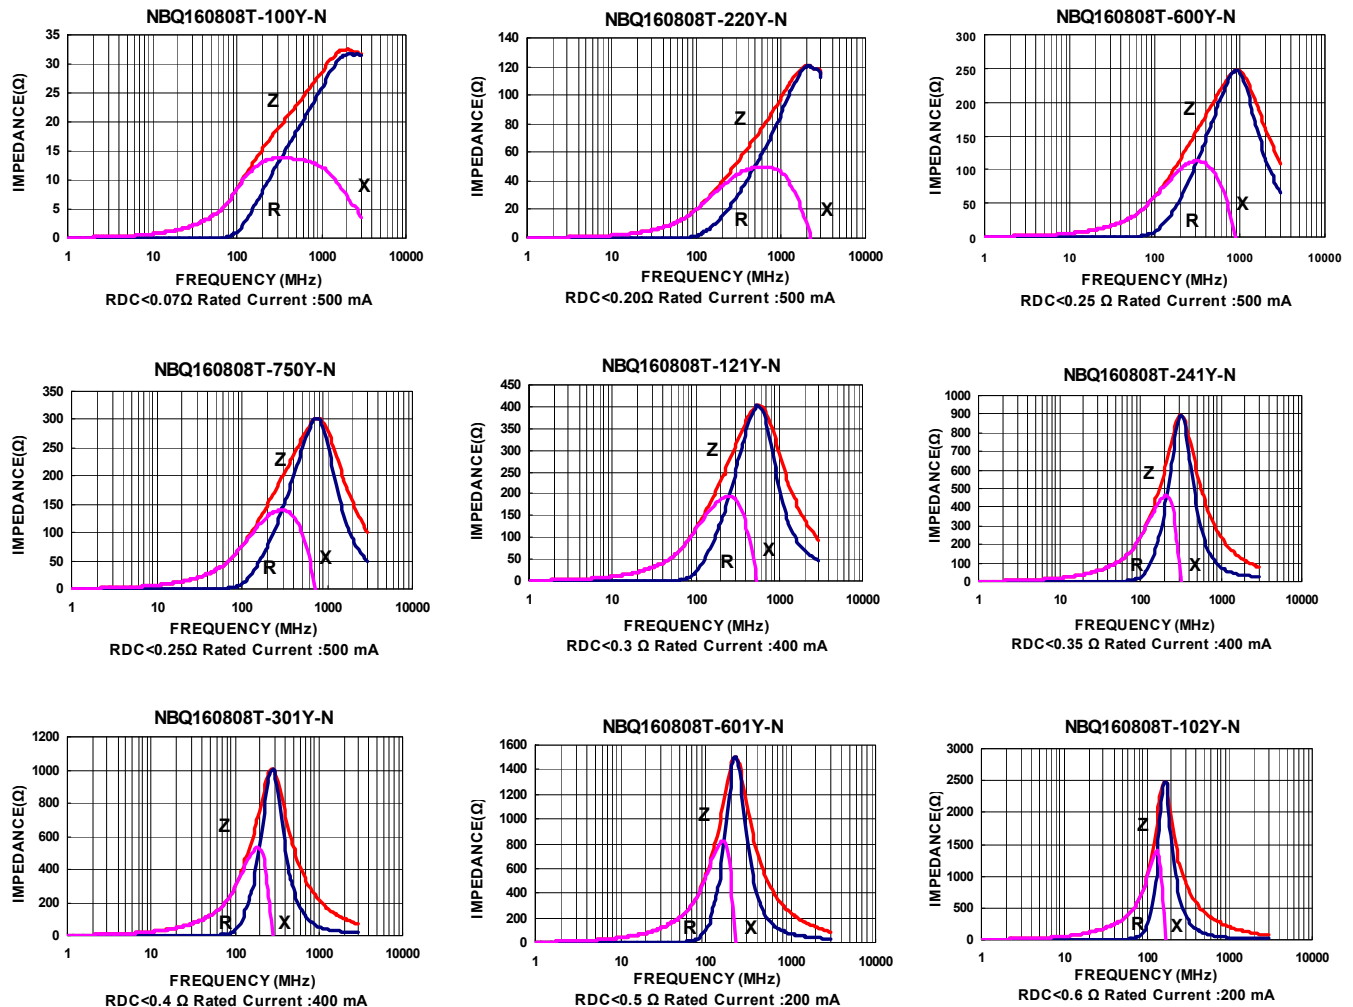 NBQ160808T-100Y-N
IMPEDANCE(Ω)
35
30
25
20
15
10
5
0
Z
R
X
1 10 100 1000 10000
FREQUENCY (MHz)
RDC<0.07Ω Rated Current :500 mA
NBQ160808T-220Y-N
IMPEDANCE(Ω)
140
120
100
80
60
40
20
0
Z
R
X
1 10 100 1000 10000
FREQUENCY (MHz)
RDC<0.20Ω Rated Current :500 mA
NBQ160808T-600Y-N
IMPEDANCE(Ω)
300
250
200
150
100
50
0
Z
R
X
1 10 100 1000 10000
FREQUENCY (MHz)
RDC<0.25 Ω Rated Current :500 mA
NBQ160808T-750Y-N
IMPEDANCE(Ω)
350
300
250
200
150
100
50
0
Z
R
X
1 10 100 1000 10000
FREQUENCY (MHz)
RDC<0.25Ω Rated Current :500 mA
NBQ160808T-121Y-N
IMPEDANCE(Ω)
450
400
350
300
250
200
150
100
50
0
Z
R
X
1 10 100 1000 10000
FREQUENCY (MHz)
RDC<0.3 Ω Rated Current :400 mA
NBQ160808T-241Y-N
IMPEDANCE(Ω)
1000
900
800
700
600
500
400
300
200
100
0
Z
R
X
1 10 100 1000 10000
FREQUENCY (MHz)
RDC<0.35 Ω Rated Current :400 mA
NBQ160808T-301Y-N
IMPEDANCE(Ω)
1200
1000
800
600
400
200
0
Z
R
X
1 10 100 1000 10000
FREQUENCY (MHz)
RDC<0.4 Ω Rated Current :400 mA
NBQ160808T-601Y-N
IMPEDANCE(Ω)
1600
1400
1200
1000
800
600
400
200
0
Z
R
X
1 10 100 1000 10000
FREQUENCY (MHz)
RDC<0.5 Ω Rated Current :200 mA
NBQ160808T-102Y-N
IMPEDANCE(Ω)
3000
2500
2000
1500
1000
500
0
Z
R
X
1 10 100 1000 10000
FREQUENCY (MHz)
RDC<0.6 Ω Rated Current :200 mA